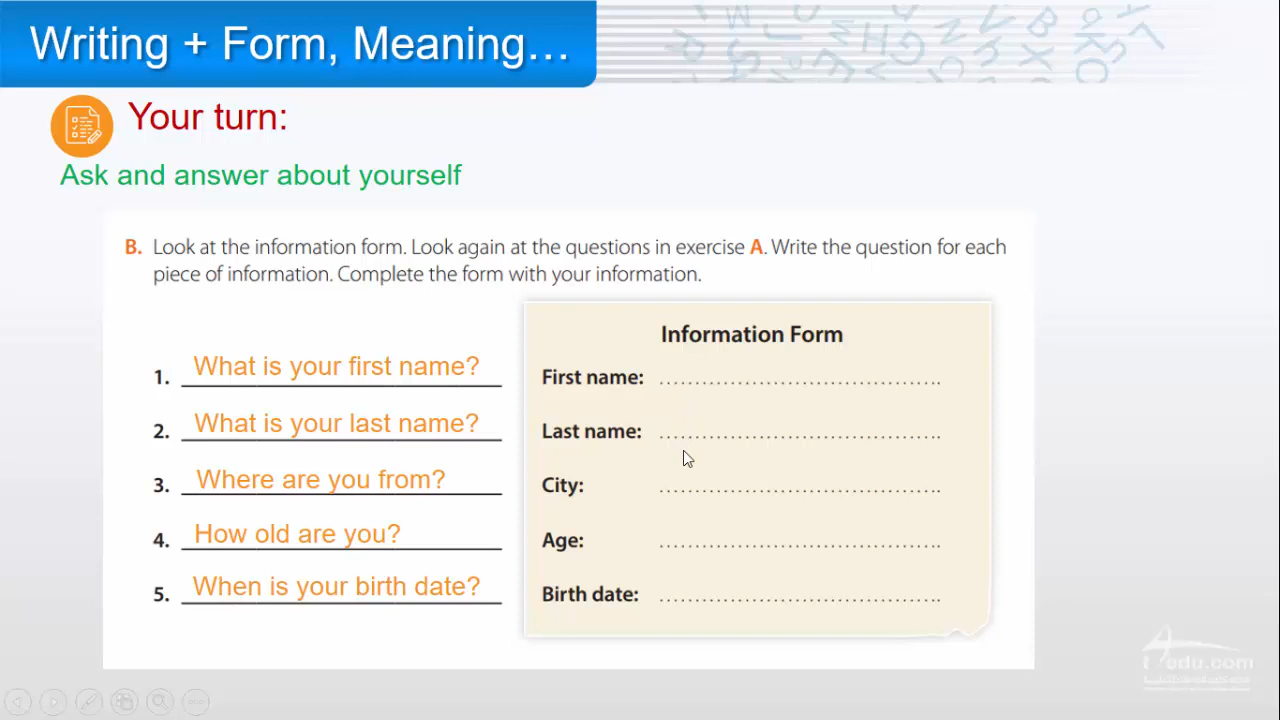 Writing + Form, Meaning…
Your turn:
Ask and answer about yourself
B. Look at the information form. Look again at the questions in exercise A. Write the question for each
piece of information. Complete the form with your information.
Information Form
1. What is your first name?
First name: ........................................
2. What is your last name?
Last name: ........................................
3. Where are you from?
City: ........................................
4. How old are you?
Age: ........................................
5. When is your birth date?
Birth date: ........................................
edu.com